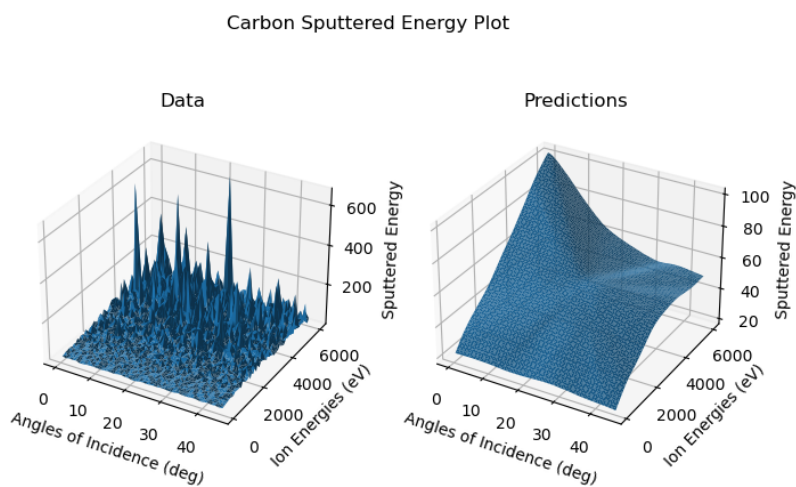 Carbon Sputtered Energy Plot
Data
600
400
200
Sputtered Energy
0
10
20
30
40
Angles of Incidence (deg)
0
2000
4000
6000
Ion Energies (eV)
Predictions
100
80
60
40
20
Sputtered Energy
0
10
20
30
40
Angles of Incidence (deg)
0
2000
4000
6000
Ion Energies (eV)